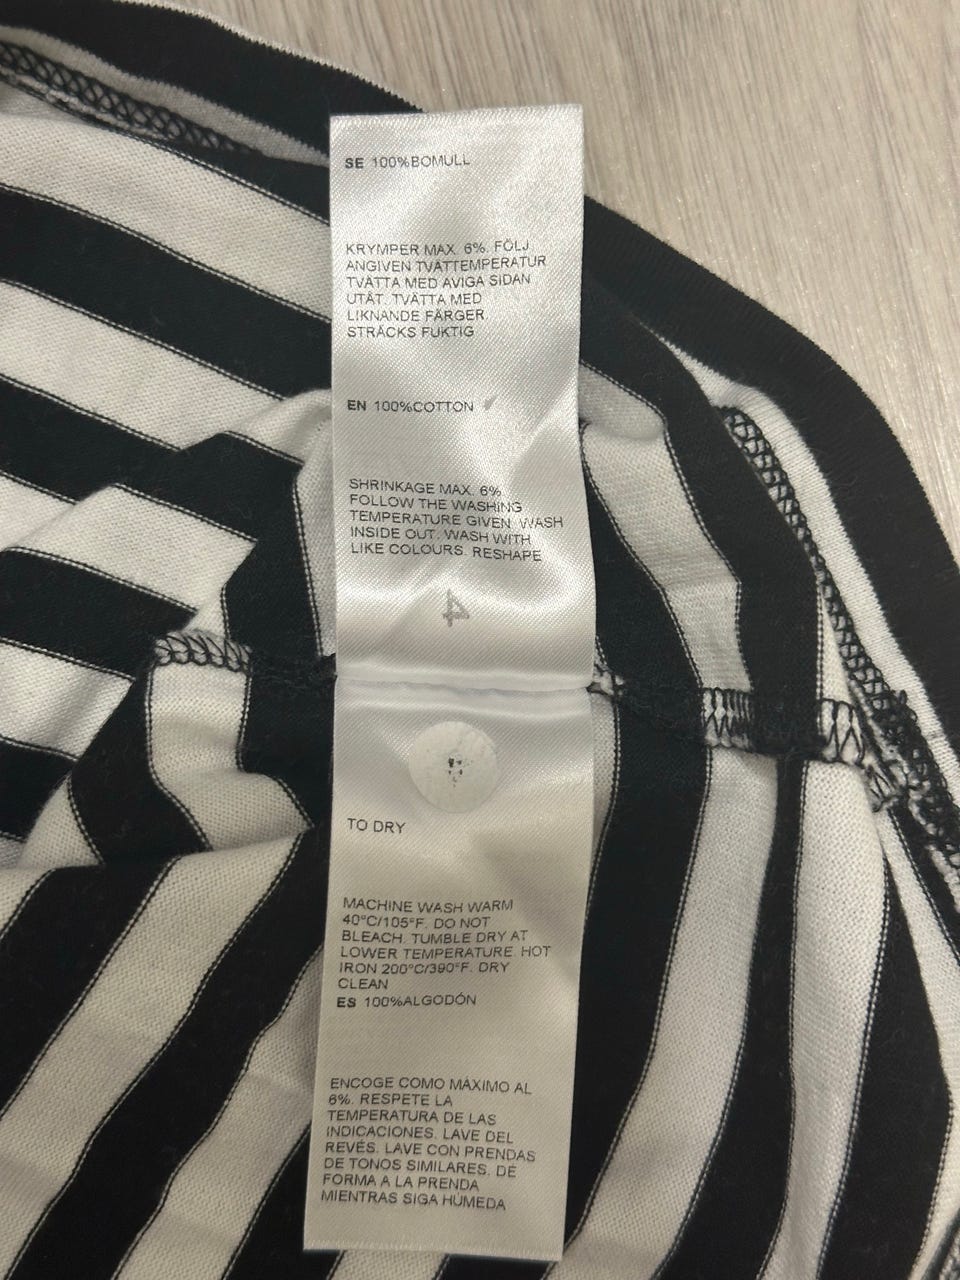 SE 100%BOMULL
KRYMPER MAX. 6%. FÖLJ
ANGIVEN TVÄTTEMPERATUR
TVÄTTA MED AVIGA SIDAN
UTÅT. TVÄTTA MED
LIKNANDE FÄRGER.
STRÄCKS FUKTIG
EN 100%COTTON
SHRINKAGE MAX. 6%.
FOLLOW THE WASHING
TEMPERATURE GIVEN. WASH
INSIDE OUT. WASH WITH
LIKE COLOURS. RESHAPE
4
TO DRY
MACHINE WASH WARM
40°C/105°F. DO NOT
BLEACH. TUMBLE DRY AT
LOWER TEMPERATURE. HOT
IRON 200°C/390°F. DRY
CLEAN
ES 100%ALGODÓN
ENCOGE COMO MÁXIMO AL
6%. RESPETE LA
TEMPERATURA DE LAS
INDICACIONES. LAVE DEL
REVÉS. LAVE CON PRENDAS
DE TONOS SIMILARES. DÉ
FORMA A LA PRENDA
MIENTRAS SIGA HÚMEDA